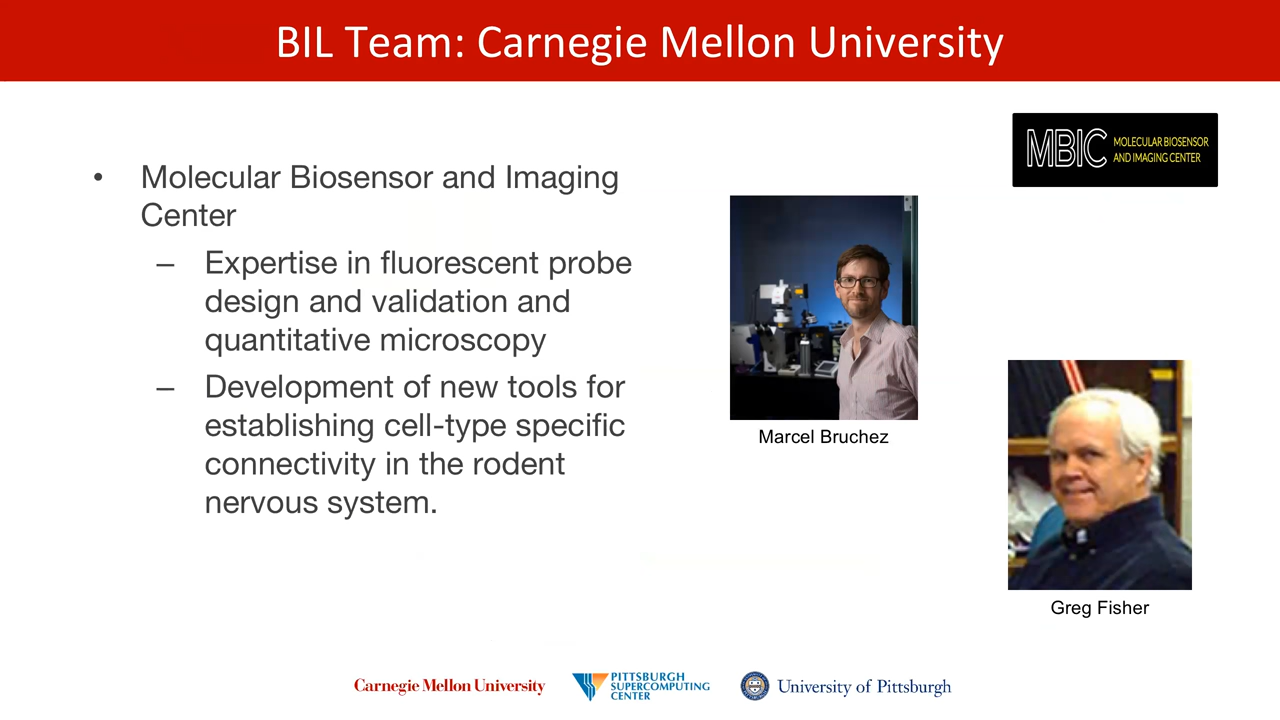 BIL Team: Carnegie Mellon University
MBIC MOLECULAR BIOSENSOR
AND IMAGING CENTER
• Molecular Biosensor and Imaging
Center
– Expertise in fluorescent probe
design and validation and
quantitative microscopy
– Development of new tools for
establishing cell-type specific
connectivity in the rodent
nervous system.
Marcel Bruchez
Greg Fisher
Carnegie Mellon University
PITTSBURGH
SUPERCOMPUTING
CENTER
University of Pittsburgh